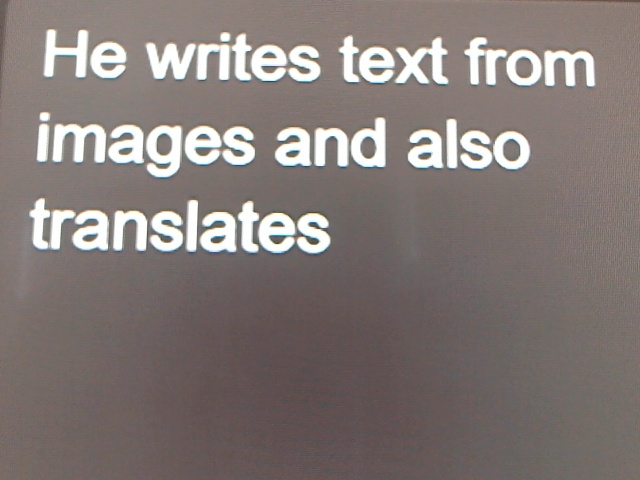 He writes text from
images and also
translates